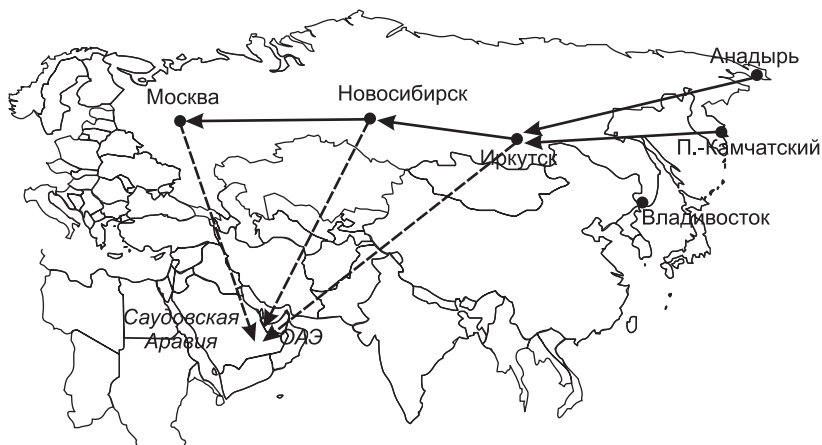 Анадырь
Москва
Новосибирск
Иркутск
П.-Камчатский
Владивосток
Саудовская
Аравия
ОАЭ